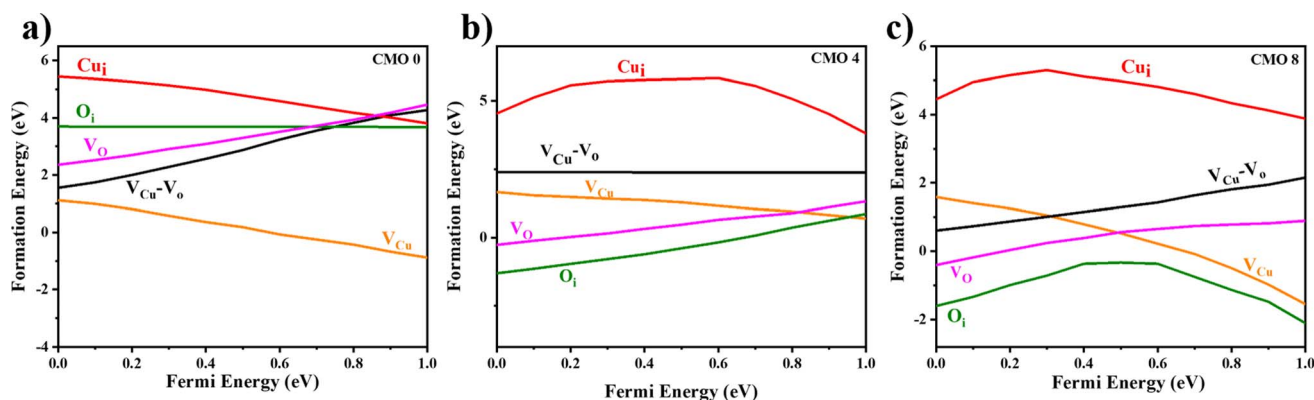 a)
CMO 0
Formation Energy (eV)
6
4
2
0
-2
-4
Cui
Oi
VO
VCu-Vo
VCu
0.0 0.2 0.4 0.6 0.8 1.0
Fermi Energy (eV)
b)
CMO 4
Formation Energy (eV)
5
0
Cui
VCu-Vo
VCu
VO
Oi
0.0 0.2 0.4 0.6 0.8 1.0
Fermi Energy (eV)
c)
CMO 8
Formation Energy (eV)
8
6
4
2
0
-2
Cui
VCu-Vo
VO
VCu
Oi
0.0 0.2 0.4 0.6 0.8 1.0
Fermi Energy (eV)